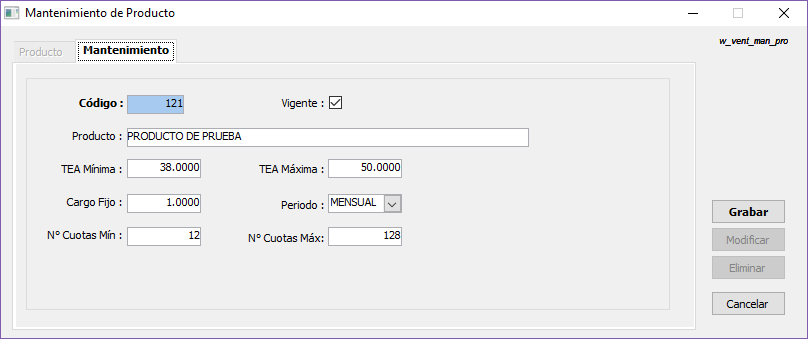 Mantenimiento de Producto
w_vent_man_pro
Producto Mantenimiento
Código : 121 Vigente :
Producto : PRODUCTO DE PRUEBA
TEA Mínima : 38.0000 TEA Máxima : 50.0000
Cargo Fijo : 1.0000 Periodo : MENSUAL
N° Cuotas Mín : 12 N° Cuotas Máx: 128
Grabar
Modificar
Eliminar
Cancelar